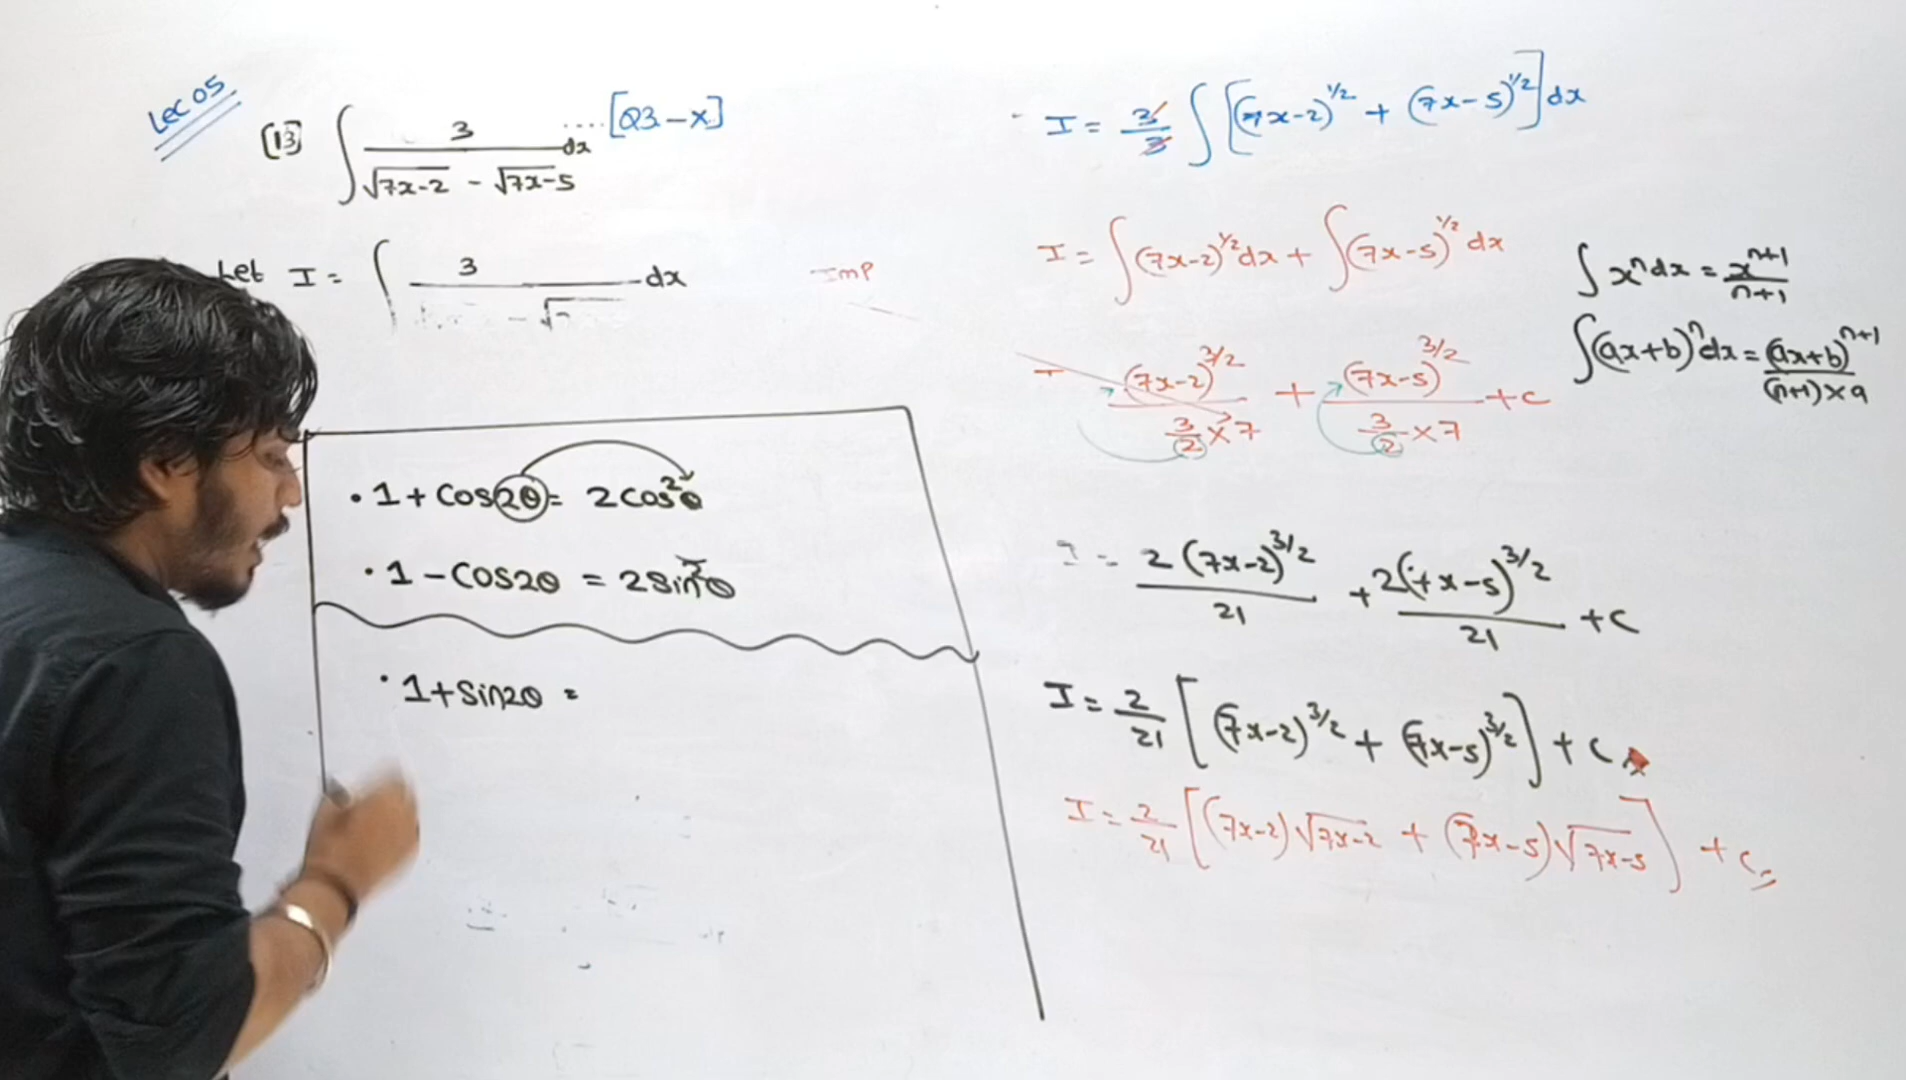 Lec 05
[13] ∫ 3/(√7x-2 - √7x-5) dx .... [Q3-X]
Let I = ∫ 3/( - √ ) dx
Imp
• 1 + cos2θ = 2cos²θ
• 1 - cos2θ = 2sin²θ
• 1 + sin2θ =
I = 3/3 ∫ [(7x-2)^1/2 + (7x-5)^1/2] dx
I = ∫ (7x-2)^1/2 dx + ∫ (7x-5)^1/2 dx
∫ x^n dx = x^n+1/n+1
∫ (ax+b)^n dx = (ax+b)^n+1/(n+1)×a
(7x-2)^3/2/(3/2 × 7) + (7x-5)^3/2/(3/2 × 7) + c
= 2(7x-2)^3/2/21 + 2(7x-5)^3/2/21 + c
I = 2/21 [(7x-2)^3/2 + (7x-5)^3/2] + c
I = 2/21 [(7x-2)√7x-2 + (7x-5)√7x-5] + c